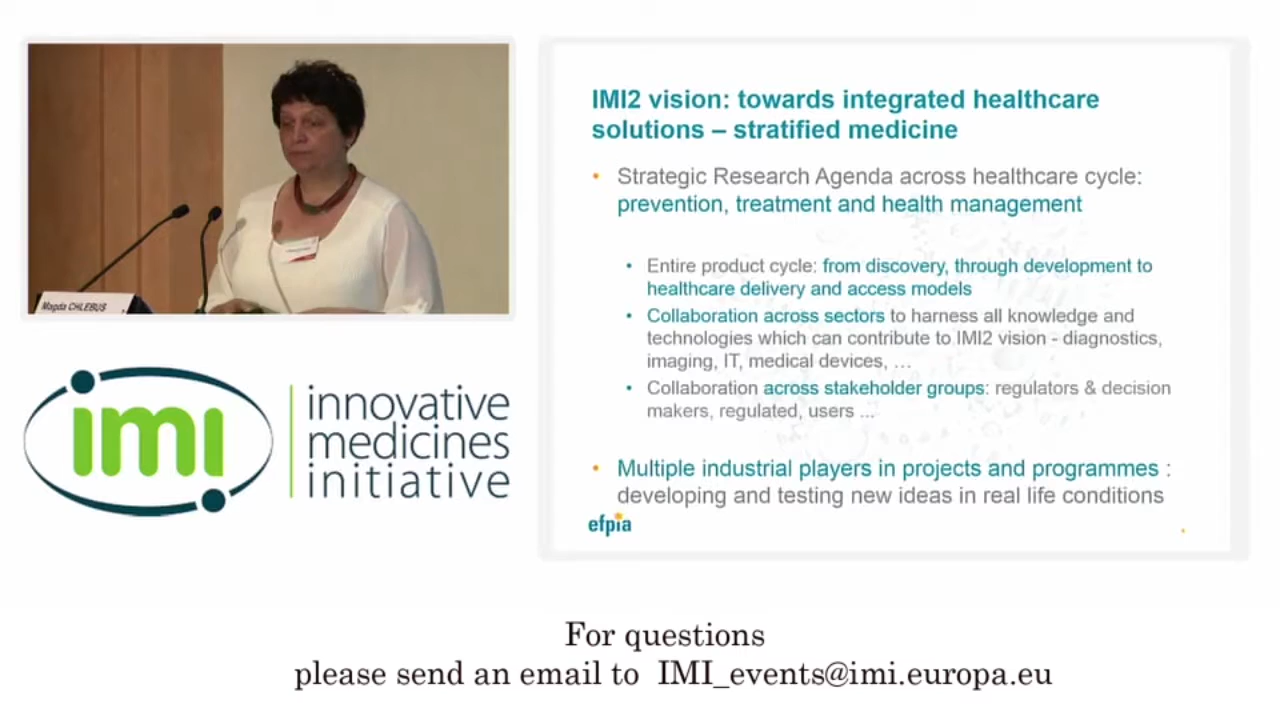 Magda CHLEBUS
imi
innovative
medicines
initiative
IMI2 vision: towards integrated healthcare
solutions – stratified medicine
• Strategic Research Agenda across healthcare cycle:
prevention, treatment and health management
• Entire product cycle: from discovery, through development to
healthcare delivery and access models
• Collaboration across sectors to harness all knowledge and
technologies which can contribute to IMI2 vision - diagnostics,
imaging, IT, medical devices, …
• Collaboration across stakeholder groups: regulators & decision
makers, regulated, users ...
• Multiple industrial players in projects and programmes :
developing and testing new ideas in real life conditions
efpia
For questions
please send an email to IMI_events@imi.europa.eu